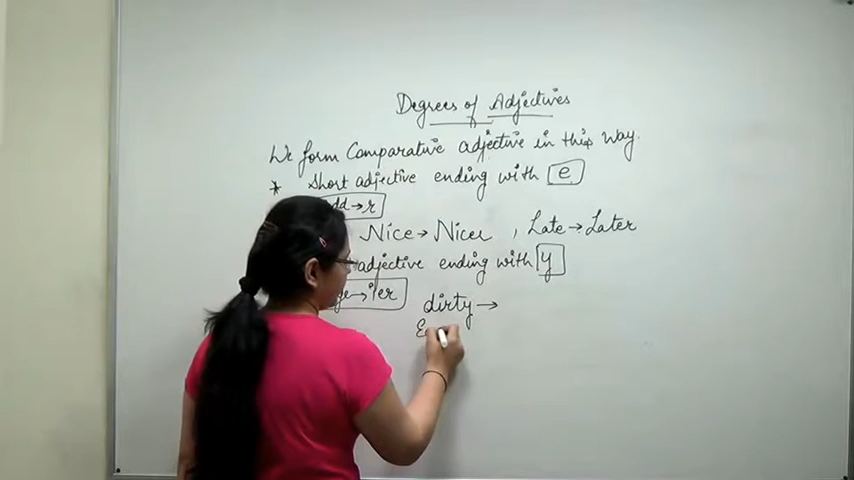 Degrees of Adjectives
We form Comparative adjective in this way.
* Short adjective ending with e
dd → r
Nice → Nicer , Late → Later
adjective ending with y
ge → ier
dirty →